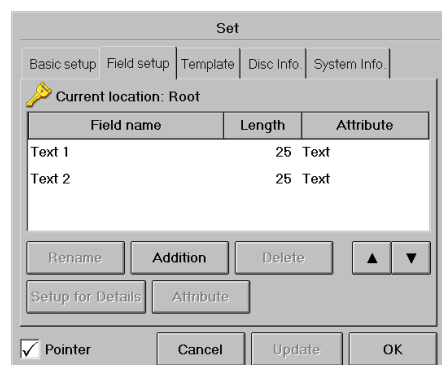 Set
Basic setup Field setup Template Disc Info. System Info.
Current location: Root
Field name Length Attribute
Text 1 25 Text
Text 2 25 Text
Rename Addition Delete ▲ ▼
Setup for Details Attribute
Pointer Cancel Update OK